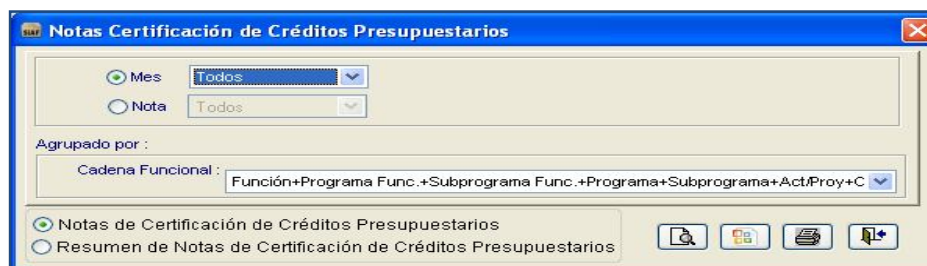 SIAF Notas Certificación de Créditos Presupuestarios
Mes Todos
Nota Todos
Agrupado por :
Cadena Funcional : Función+Programa Func.+Subprograma Func.+Programa+Subprograma+Act/Proy+C
Notas de Certificación de Créditos Presupuestarios
Resumen de Notas de Certificación de Créditos Presupuestarios